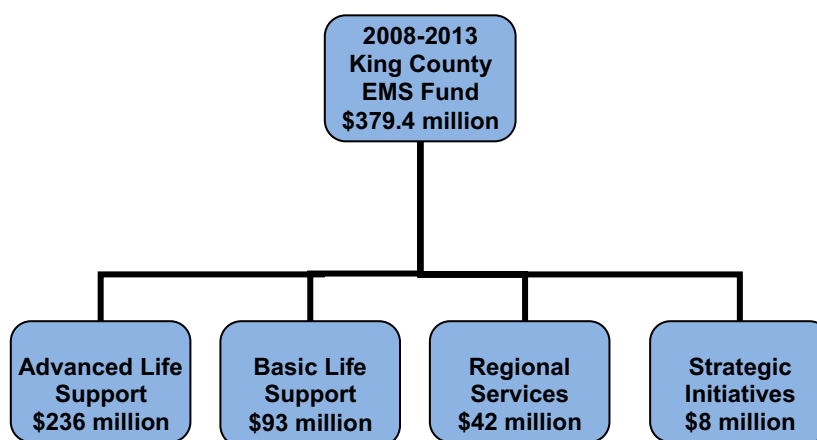 2008-2013
King County
EMS Fund
$379.4 million
Advanced Life
Support
$236 million
Basic Life
Support
$93 million
Regional
Services
$42 million
Strategic
Initiatives
$8 million